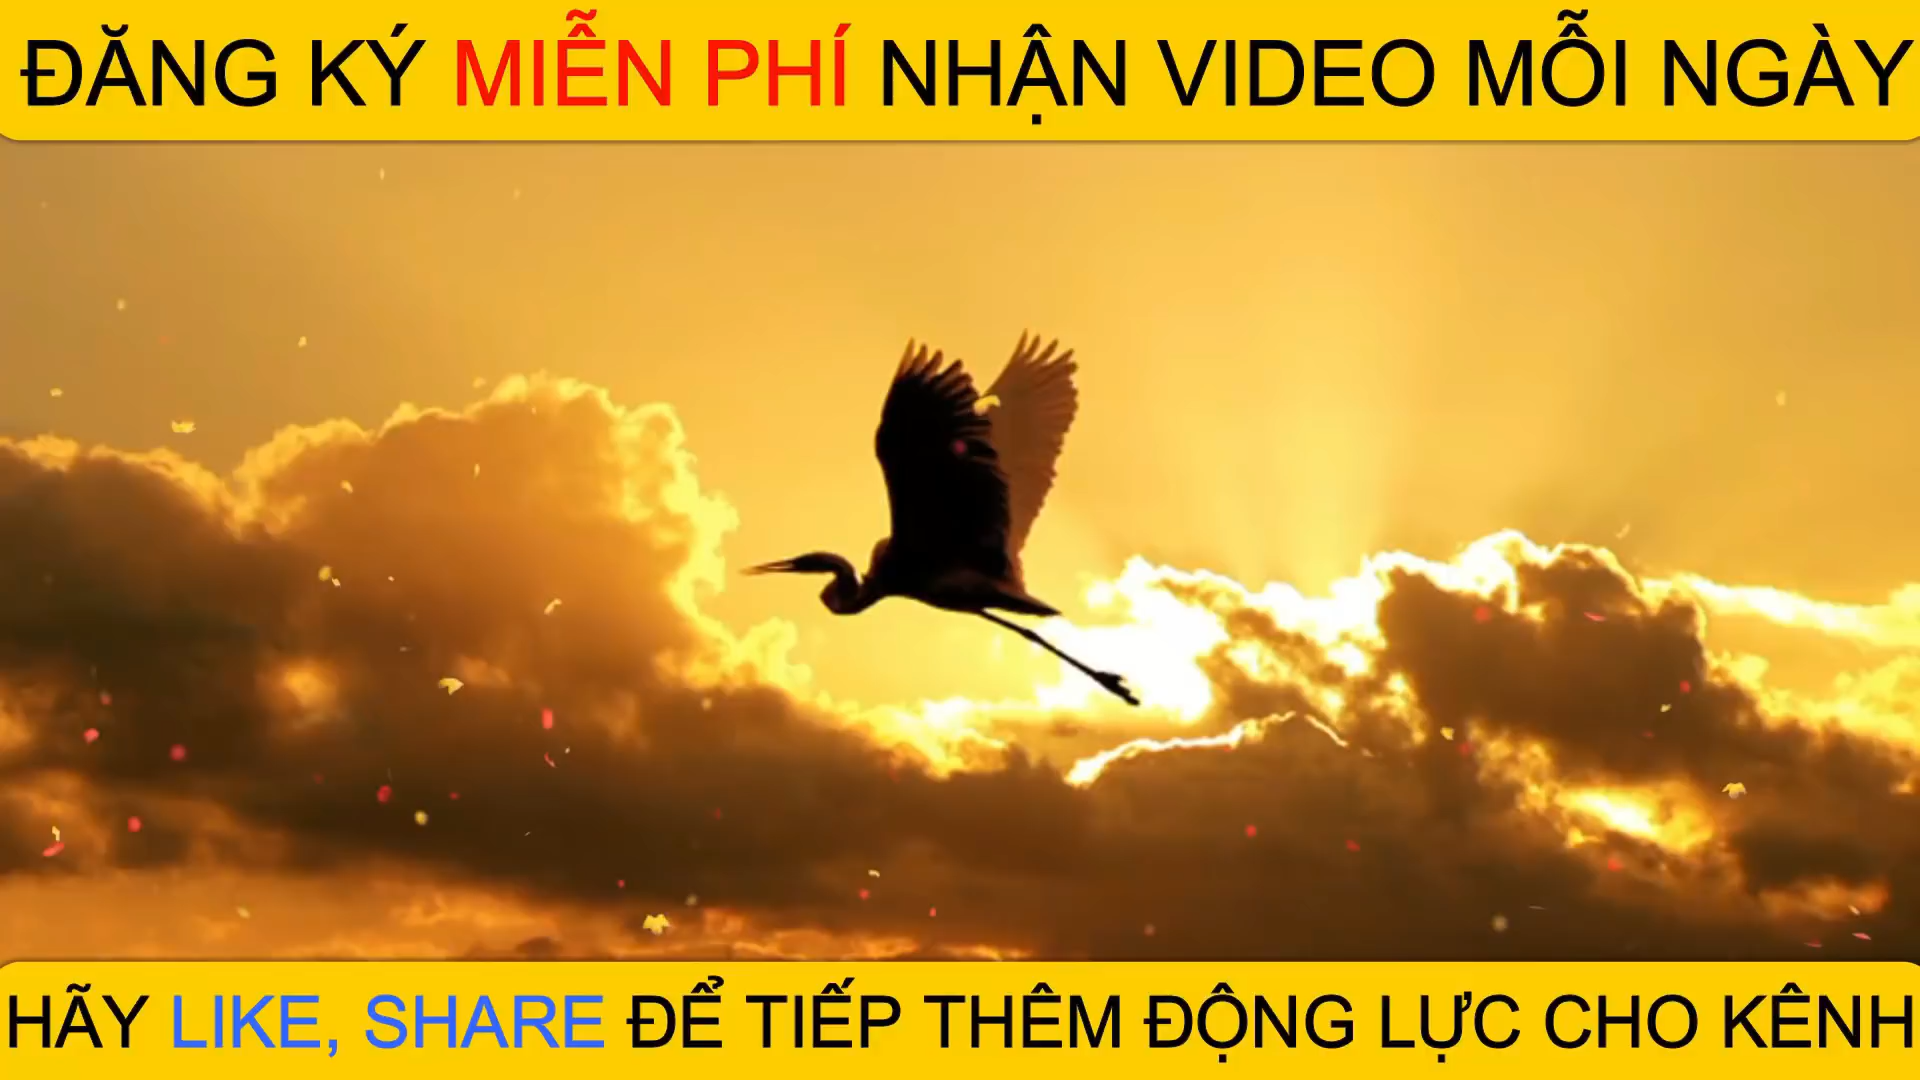 ĐĂNG KÝ MIỄN PHÍ NHẬN VIDEO MỖI NGÀY
HÃY LIKE, SHARE ĐỂ TIẾP THÊM ĐỘNG LỰC CHO KÊNH